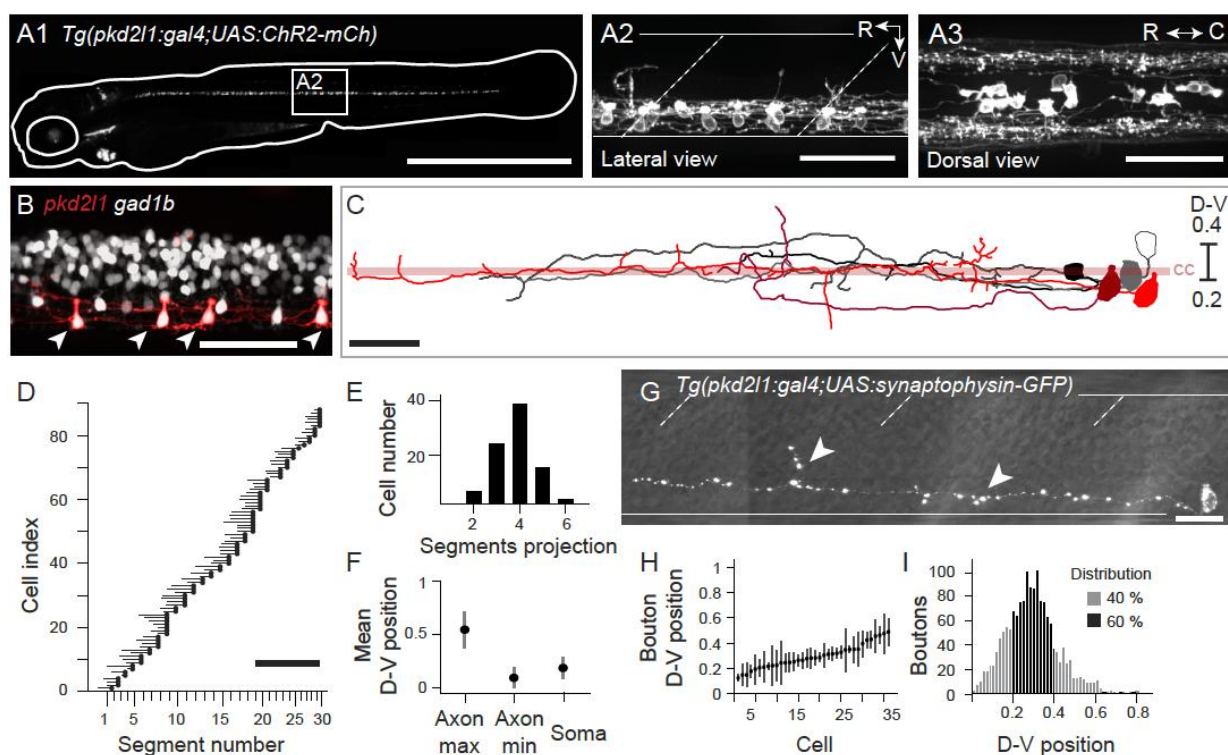 A1 Tg(pkd2l1:gal4;UAS:ChR2-mCh)
A2
A2 R V
Lateral view
A3 R C
Dorsal view
B pkd2l1 gad1b
C
D-V
0.4
cc
0.2
D
Cell index
80
60
40
20
0
1 5 10 15 20 25 30
Segment number
E
Cell number
40
20
2 4 6
Segments projection
F
Mean
D-V position
1
0.5
0
Axon max
Axon min
Soma
G Tg(pkd2l1:gal4;UAS:synaptophysin-GFP)
H
Bouton
D-V position
1
0.8
0.6
0.4
0.2
0
5 15 25 35
Cell
I
Boutons
100
80
60
40
20
0
Distribution
40 %
60 %
0.2 0.4 0.6 0.8
D-V position